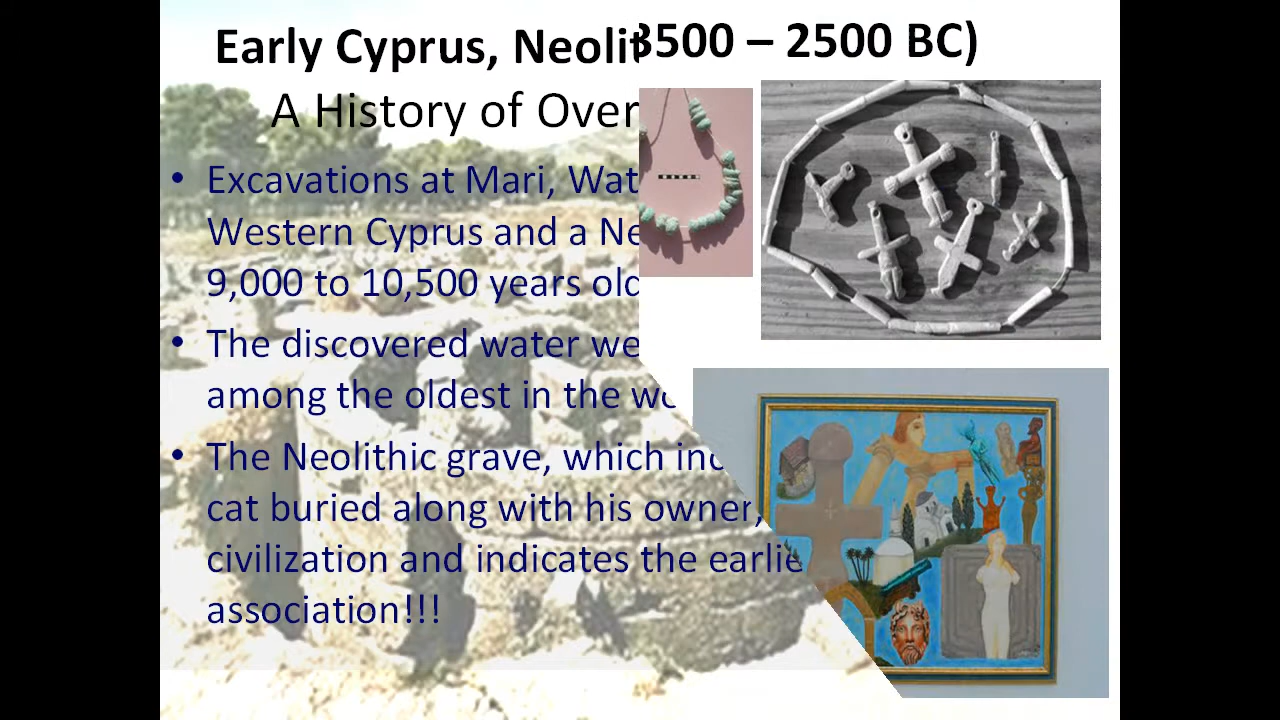 Early Cyprus, Neolit
3500 – 2500 BC)
A History of Over
• Excavations at Mari, Wat
Western Cyprus and a Ne
9,000 to 10,500 years old
• The discovered water we
among the oldest in the wo
• The Neolithic grave, which inc
cat buried along with his owner,
civilization and indicates the earlie
association!!!